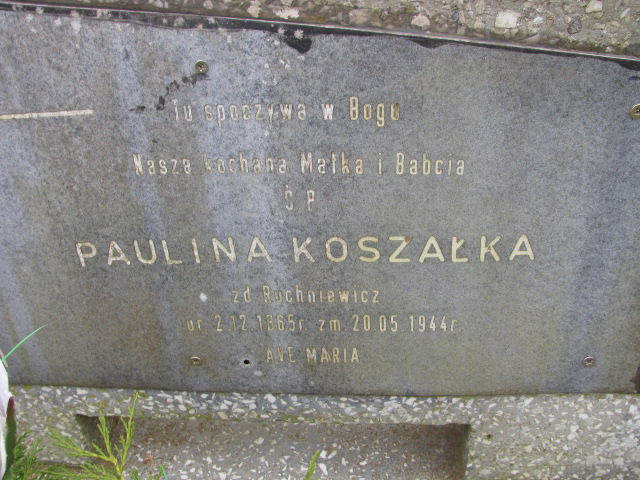 Tu spoczywa w Bogu
Nasza kochana Matka i Babcia
Ś.P
PAULINA KOSZAŁKA
zd Ruchniewicz
ur 2.12 1865r. zm 20.05 1944r.
AVE MARIA